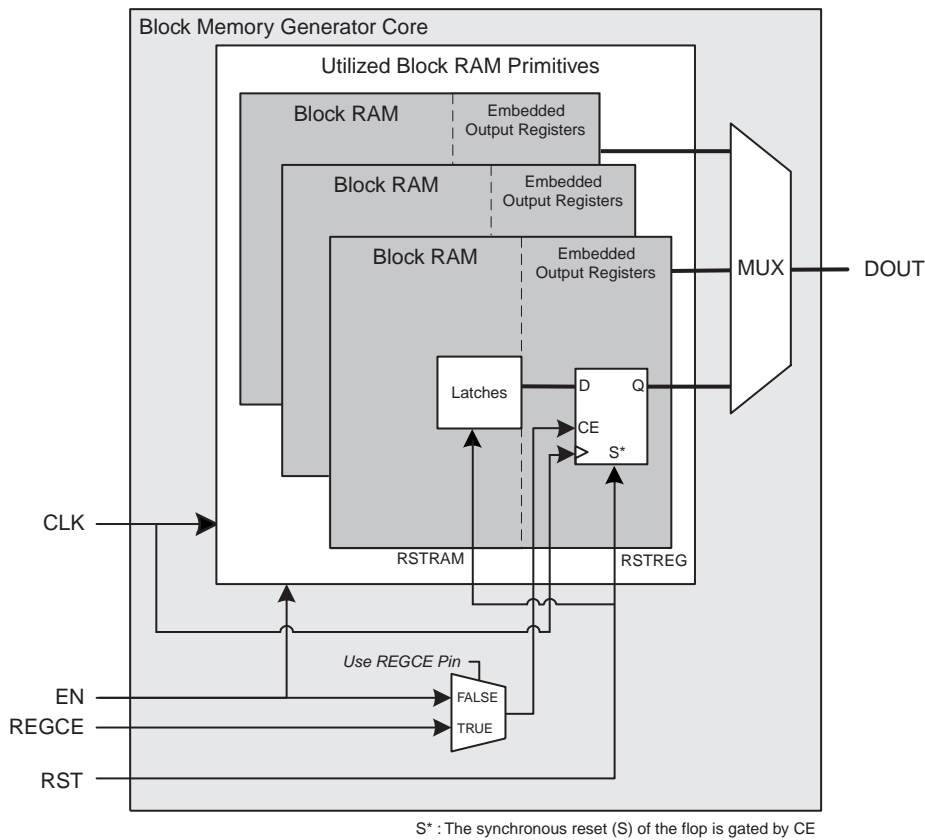 Block Memory Generator Core
Utilized Block RAM Primitives
Block RAM
Embedded
Output Registers
Block RAM
Embedded
Output Registers
Block RAM
Embedded
Output Registers
MUX
DOUT
Latches
D
Q
CE
S*
CLK
RSTRAM
RSTREG
Use REGCE Pin
EN
FALSE
REGCE
TRUE
RST
S* : The synchronous reset (S) of the flop is gated by CE